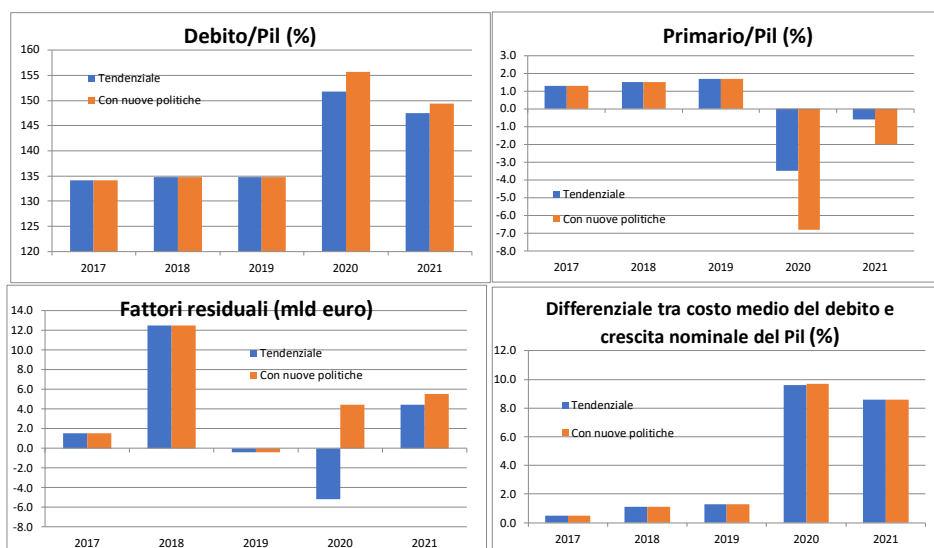 Debito/Pil (%)
160
155
150
145
140
135
130
125
120
Tendenziale
Con nuove politiche
2017 2018 2019 2020 2021
Primario/Pil (%)
3.0
2.0
1.0
0.0
-1.0
-2.0
-3.0
-4.0
-5.0
-6.0
-7.0
-8.0
Tendenziale
Con nuove politiche
2017 2018 2019 2020 2021
Fattori residuali (mld euro)
14.0
12.0
10.0
8.0
6.0
4.0
2.0
0.0
-2.0
-4.0
-6.0
-8.0
Tendenziale
Con nuove politiche
2017 2018 2019 2020 2021
Differenziale tra costo medio del debito e
crescita nominale del Pil (%)
12.0
10.0
8.0
6.0
4.0
2.0
0.0
Tendenziale
Con nuove politiche
2017 2018 2019 2020 2021